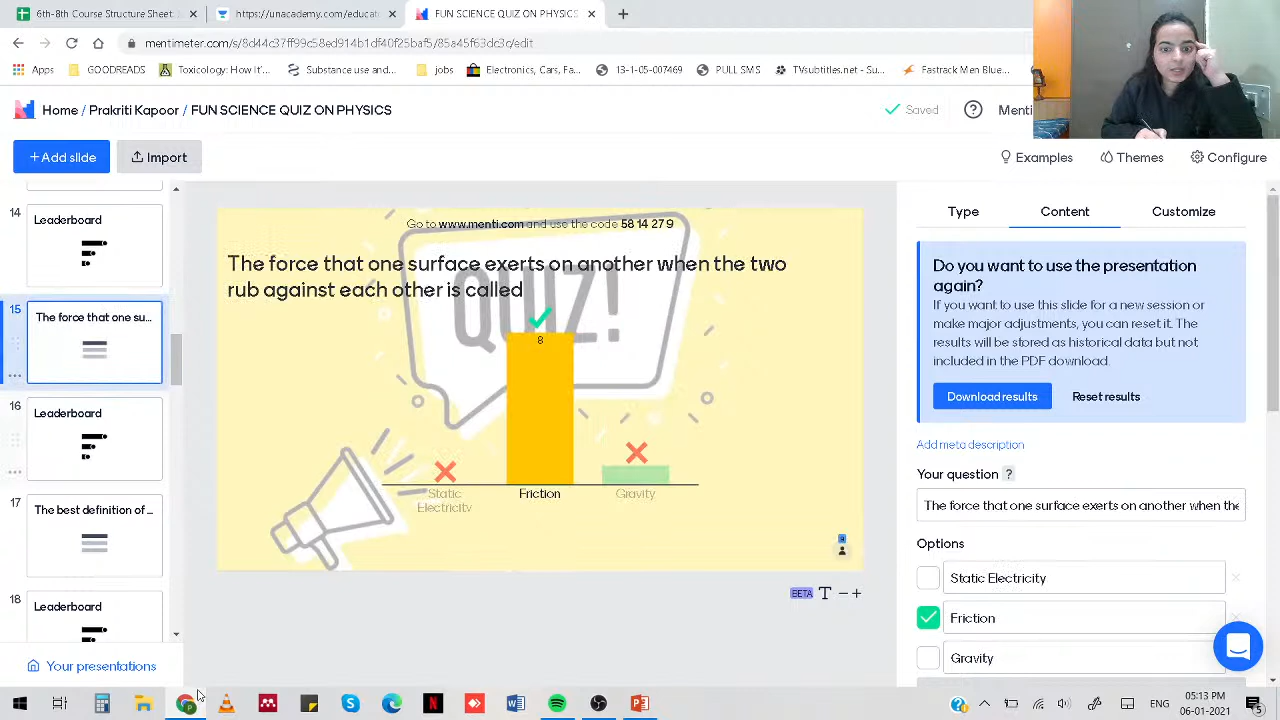 6th-8th Course Structuresheet
https://unacademy.com/educat
FUN SCIENCE QUIZ ON PHYSICS
mentimeter.com/s/8d44c37ff99c58ed914b1df40f25baf5/85e45f63dc3c/edit
Apps
GOODREADS
Toxicology: How It'...
Substance use and...
jobs
Electronics, Cars, Fa...
13-1-05-007469
PULL SMS
TVsubtitles.net - Su...
Fastrack Men Blue...
Home / Prakriti Kapoor / FUN SCIENCE QUIZ ON PHYSICS
Saved
Menti
+Add slide
Import
Examples
Themes
Configure
14
Leaderboard
15
The force that one su...
16
Leaderboard
17
The best definition of ...
18
Leaderboard
Your presentations
Go to www.menti.com and use the code 58 14 27 9
The force that one surface exerts on another when the two
rub against each other is called
QUIZ!
8
Static
Electricity
Friction
Gravity
BETA T − +
Type
Content
Customize
Do you want to use the presentation
again?
If you want to use this slide for a new session or
make major adjustments, you can reset it. The
results will be stored as historical data but not
included in the PDF download.
Download results
Reset results
Add meta description
Your question ?
The force that one surface exerts on another when the
Options
Static Electricity
Friction
Gravity
ENG
05:13 PM
06-01-2021
5